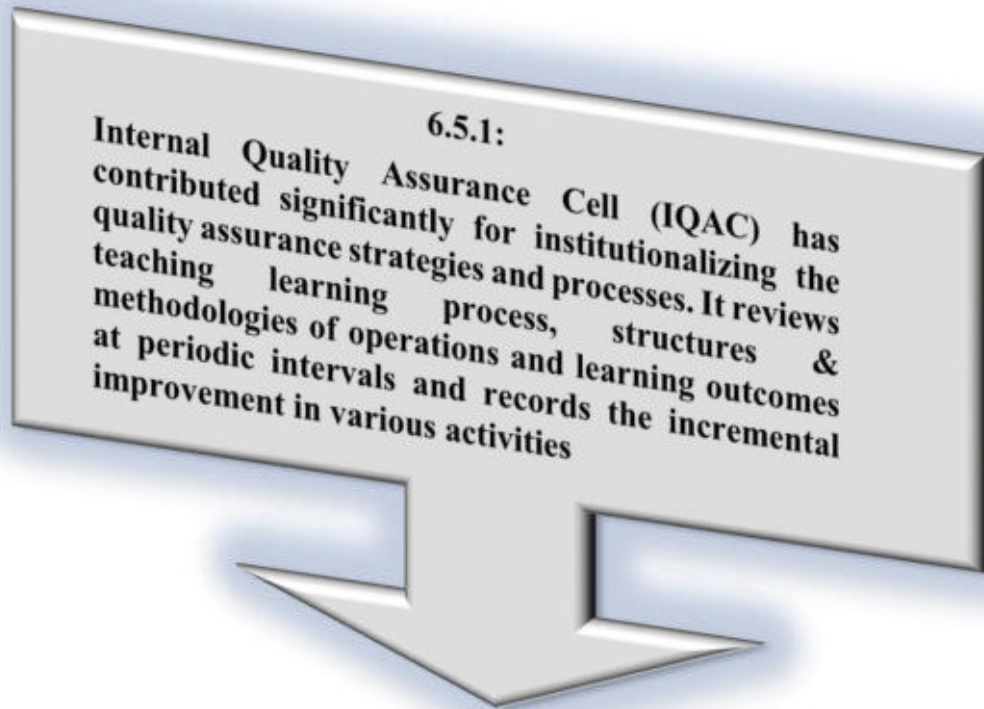 6.5.1:
Internal Quality Assurance Cell (IQAC) has
contributed significantly for institutionalizing the
quality assurance strategies and processes. It reviews
teaching learning process, structures &
methodologies of operations and learning outcomes
at periodic intervals and records the incremental
improvement in various activities